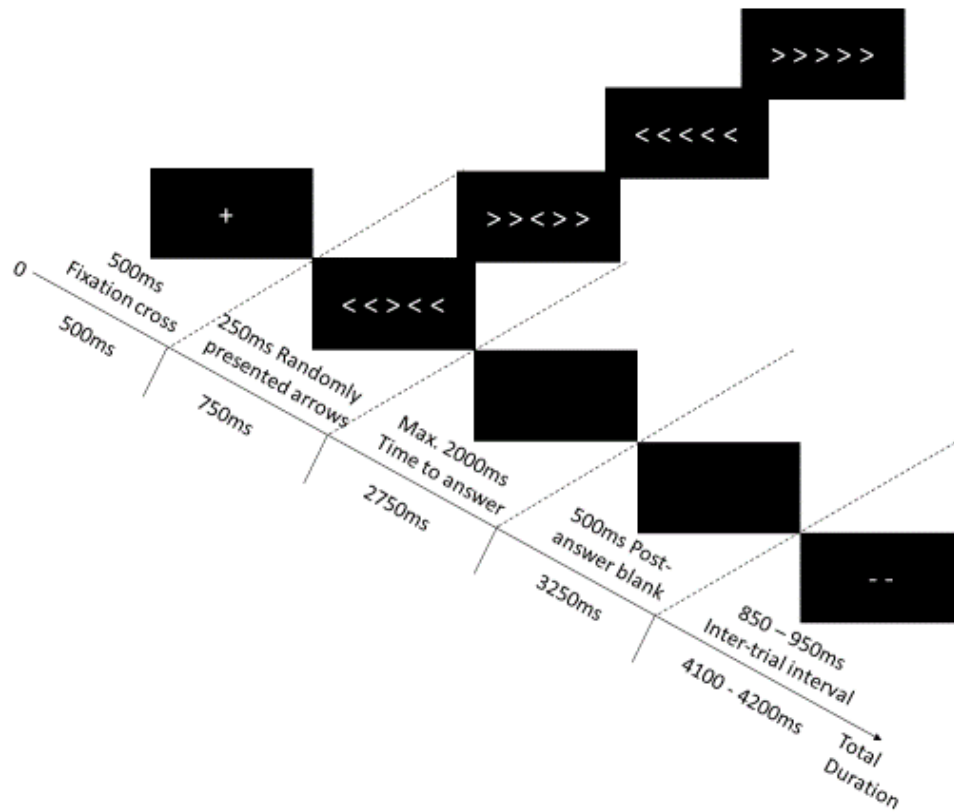 > > > > >
< < < < <
+
> > < > >
< < > < <
0
500ms
Fixation cross
500ms
250ms Randomly
presented arrows
750ms
Max. 2000ms
Time to answer
2750ms
500ms Post-
answer blank
3250ms
- -
850 – 950ms
Inter-trial interval
4100 - 4200ms
Total
Duration